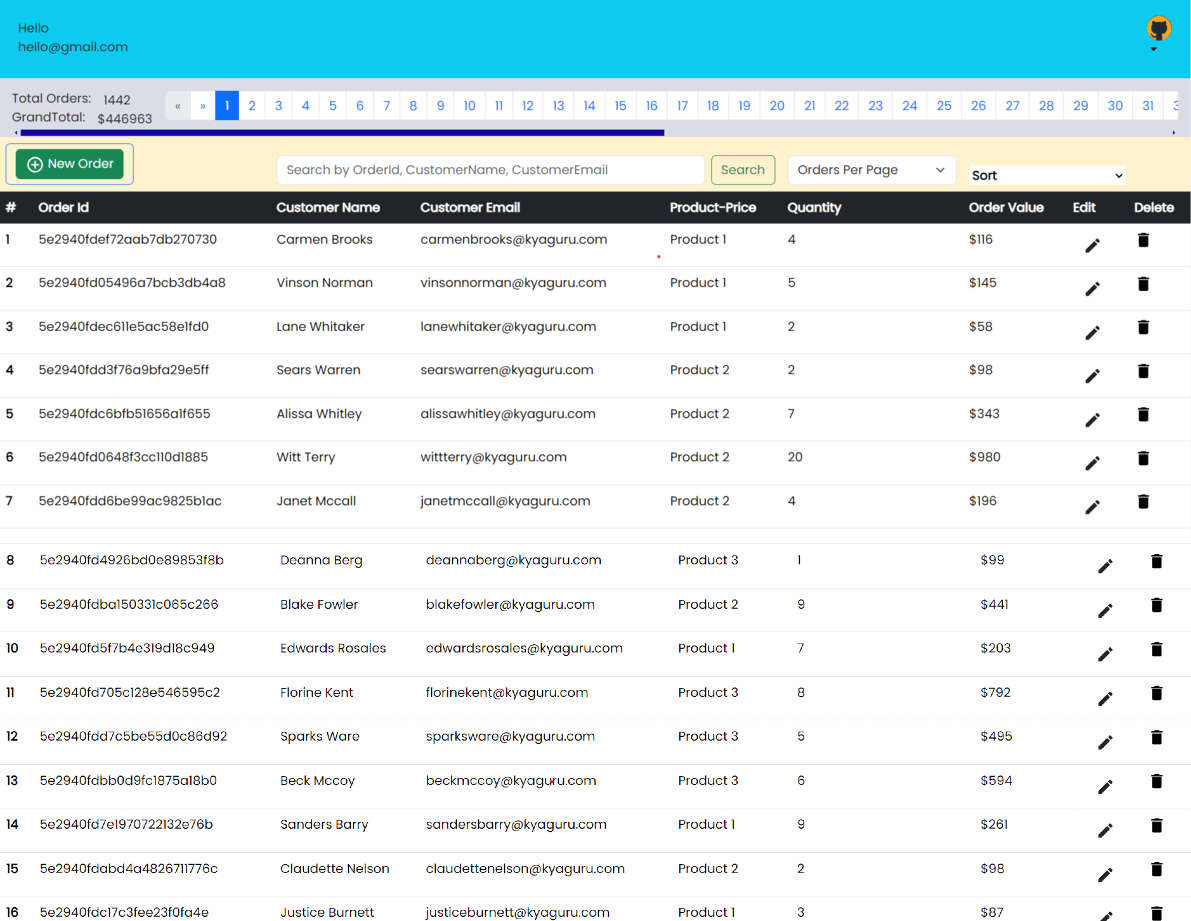 Hello
hello@gmail.com
Total Orders: 1442
GrandTotal: $446963
« » 1 2 3 4 5 6 7 8 9 10 11 12 13 14 15 16 17 18 19 20 21 22 23 24 25 26 27 28 29 30 31
New Order
Search by OrderId, CustomerName, CustomerEmail
Search
Orders Per Page
Sort
# Order Id Customer Name Customer Email Product-Price Quantity Order Value Edit Delete
1 5e2940fdef72aab7db270730 Carmen Brooks carmenbrooks@kyaguru.com Product 1 4 $116
2 5e2940fd05496a7bcb3db4a8 Vinson Norman vinsonnorman@kyaguru.com Product 1 5 $145
3 5e2940fdec611e5ac58e1fd0 Lane Whitaker lanewhitaker@kyaguru.com Product 1 2 $58
4 5e2940fdd3f76a9bfa29e5ff Sears Warren searswarren@kyaguru.com Product 2 2 $98
5 5e2940fdc6bfb51656a1f655 Alissa Whitley alissawhitley@kyaguru.com Product 2 7 $343
6 5e2940fd0648f3cc110d1885 Witt Terry wittterry@kyaguru.com Product 2 20 $980
7 5e2940fdd6be99ac9825b1ac Janet Mccall janetmccall@kyaguru.com Product 2 4 $196
8 5e2940fd4926bd0e89853f8b Deanna Berg deannaberg@kyaguru.com Product 3 1 $99
9 5e2940fdba150331c065c266 Blake Fowler blakefowler@kyaguru.com Product 2 9 $441
10 5e2940fd5f7b4e319d18c949 Edwards Rosales edwardsrosales@kyaguru.com Product 1 7 $203
11 5e2940fd705c128e546595c2 Florine Kent florinekent@kyaguru.com Product 3 8 $792
12 5e2940fdd7c5be55d0c86d92 Sparks Ware sparksware@kyaguru.com Product 3 5 $495
13 5e2940fdbb0d9fc1875a18b0 Beck Mccoy beckmccoy@kyaguru.com Product 3 6 $594
14 5e2940fd7e1970722132e76b Sanders Barry sandersbarry@kyaguru.com Product 1 9 $261
15 5e2940fdabd4a4826711776c Claudette Nelson claudettenelson@kyaguru.com Product 2 2 $98
16 5e2940fdc17c3fee23f0fa4e Justice Burnett justiceburnett@kyaguru.com Product 1 3 $87